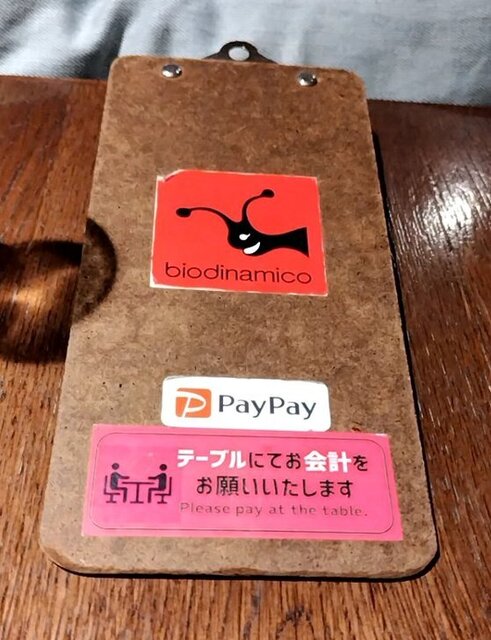 biodinamico
PayPay
テーブルにてお会計を
お願いいたします
Please pay at the table.